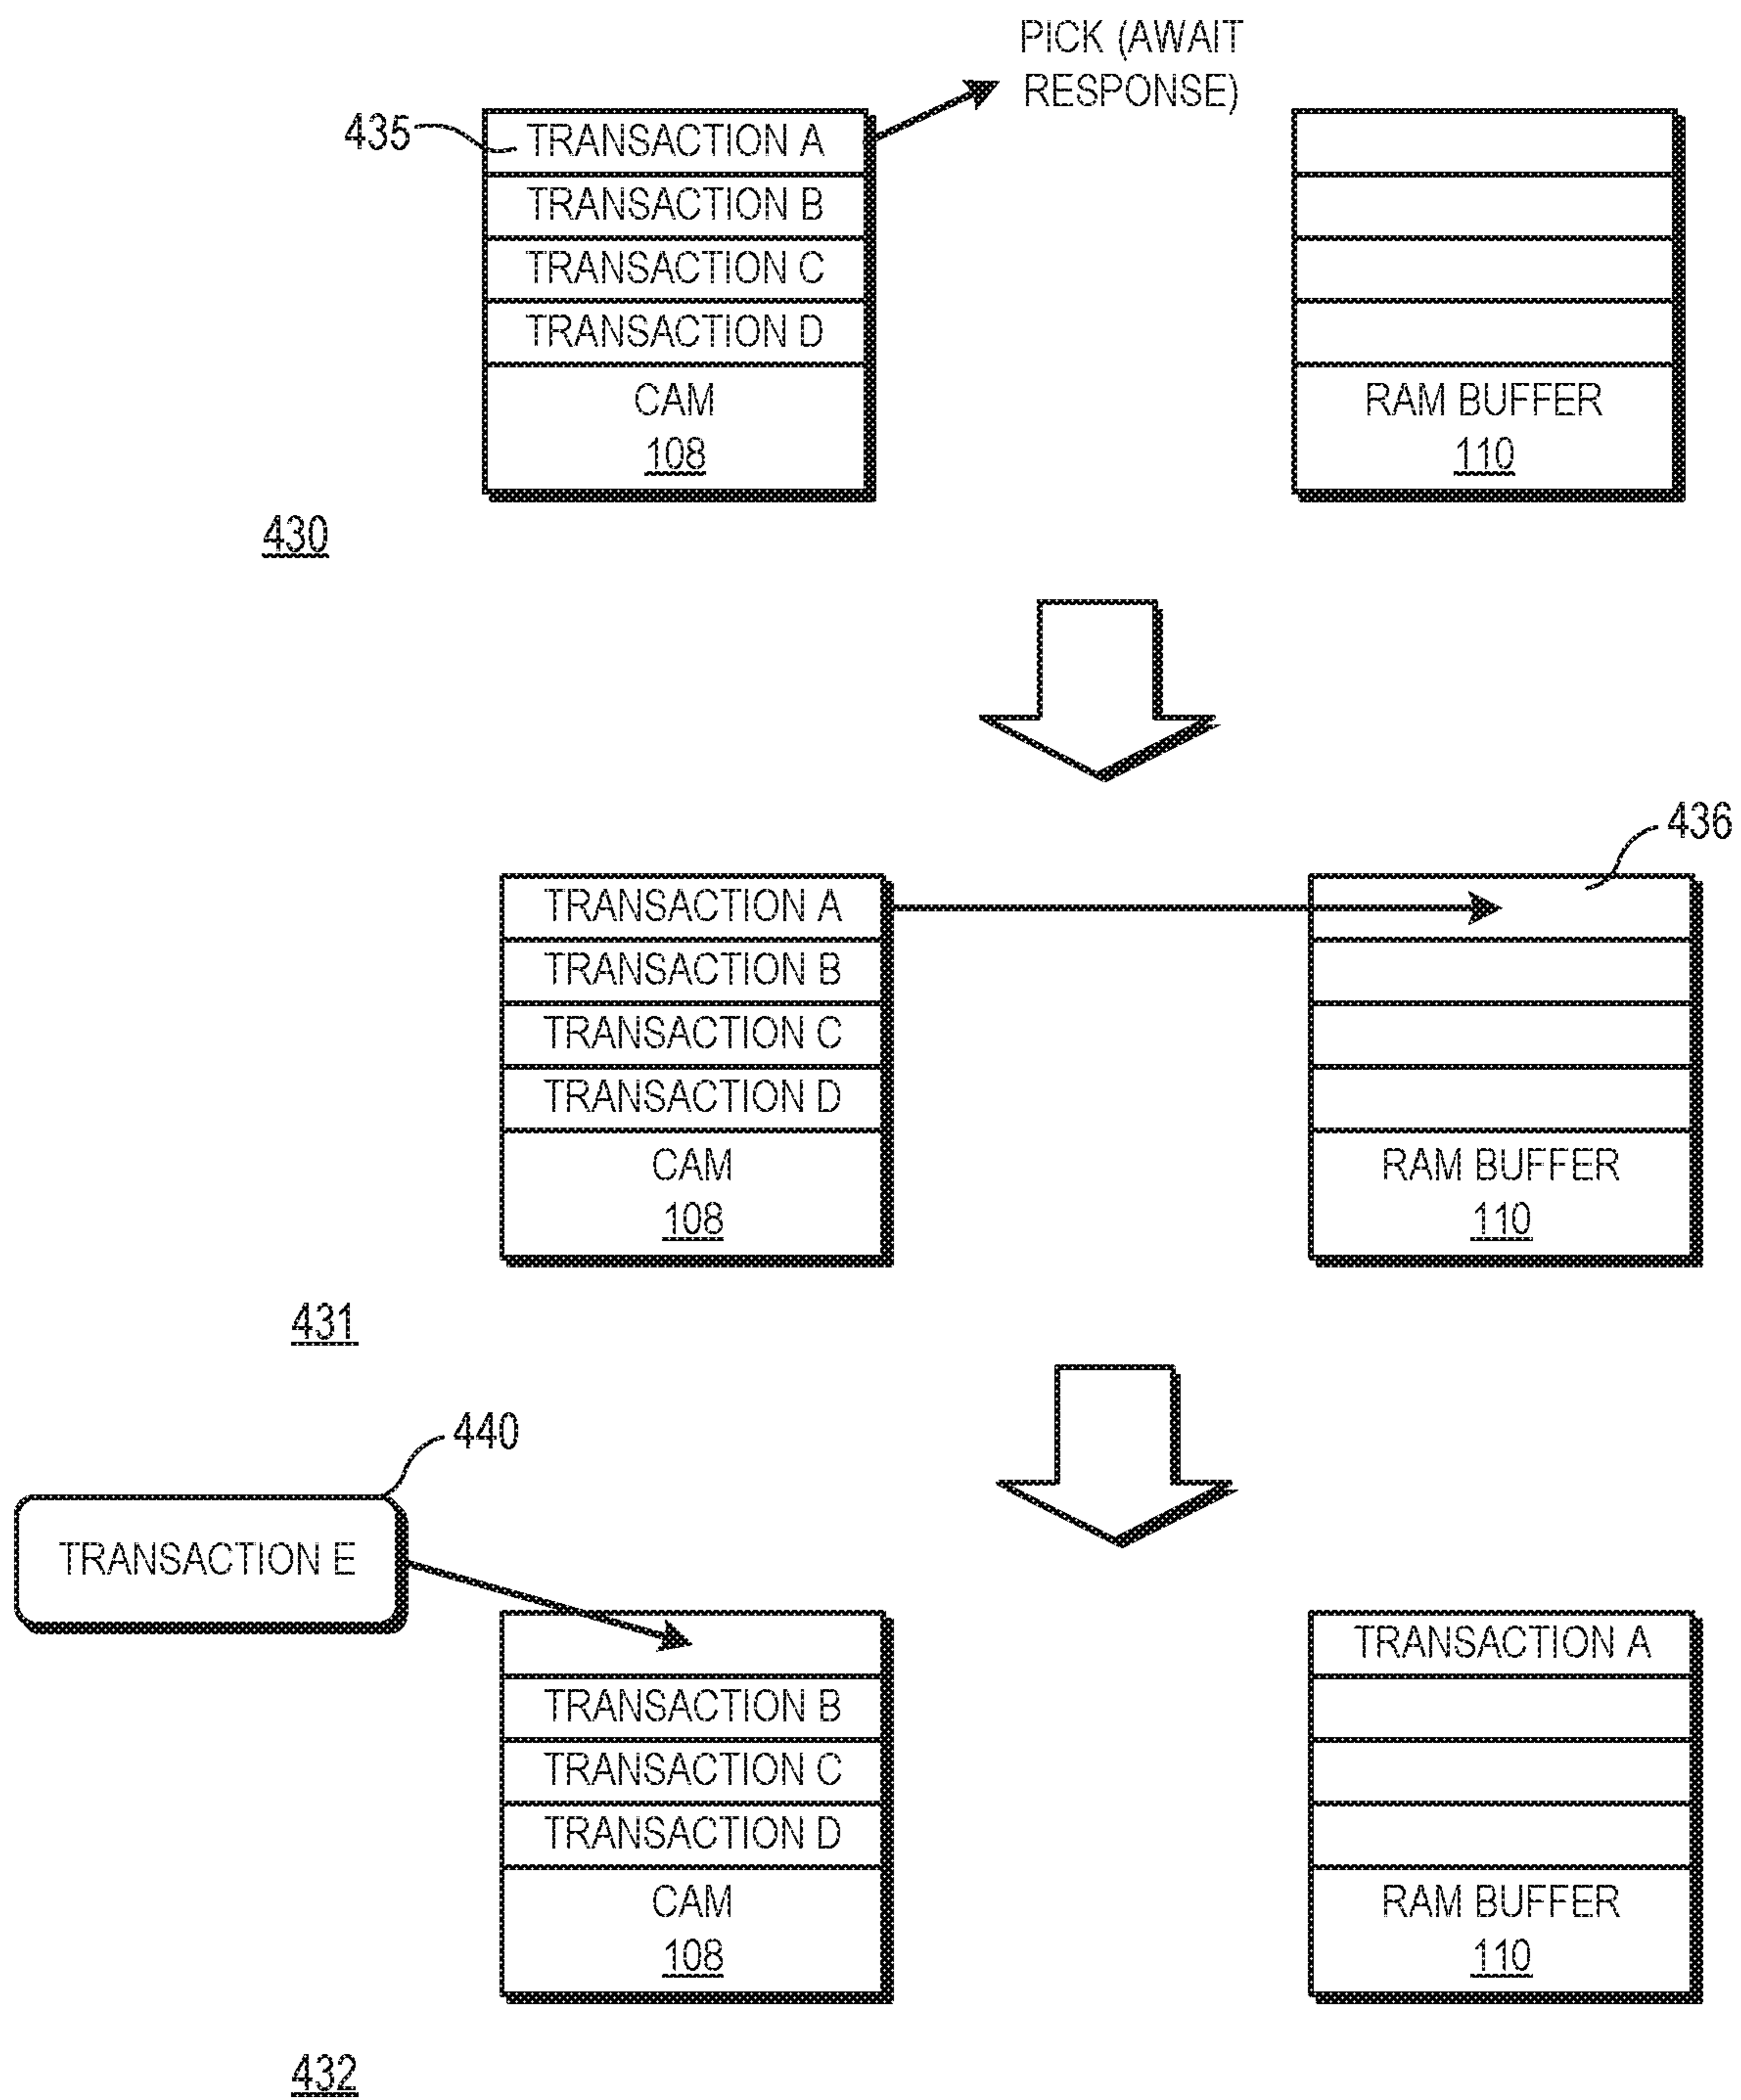 PICK (AWAIT
RESPONSE)
435
TRANSACTION A
TRANSACTION B
TRANSACTION C
TRANSACTION D
CAM
108
RAM BUFFER
110
430
436
TRANSACTION A
TRANSACTION B
TRANSACTION C
TRANSACTION D
CAM
108
RAM BUFFER
110
431
440
TRANSACTION E
TRANSACTION B
TRANSACTION C
TRANSACTION D
CAM
108
TRANSACTION A
RAM BUFFER
110
432